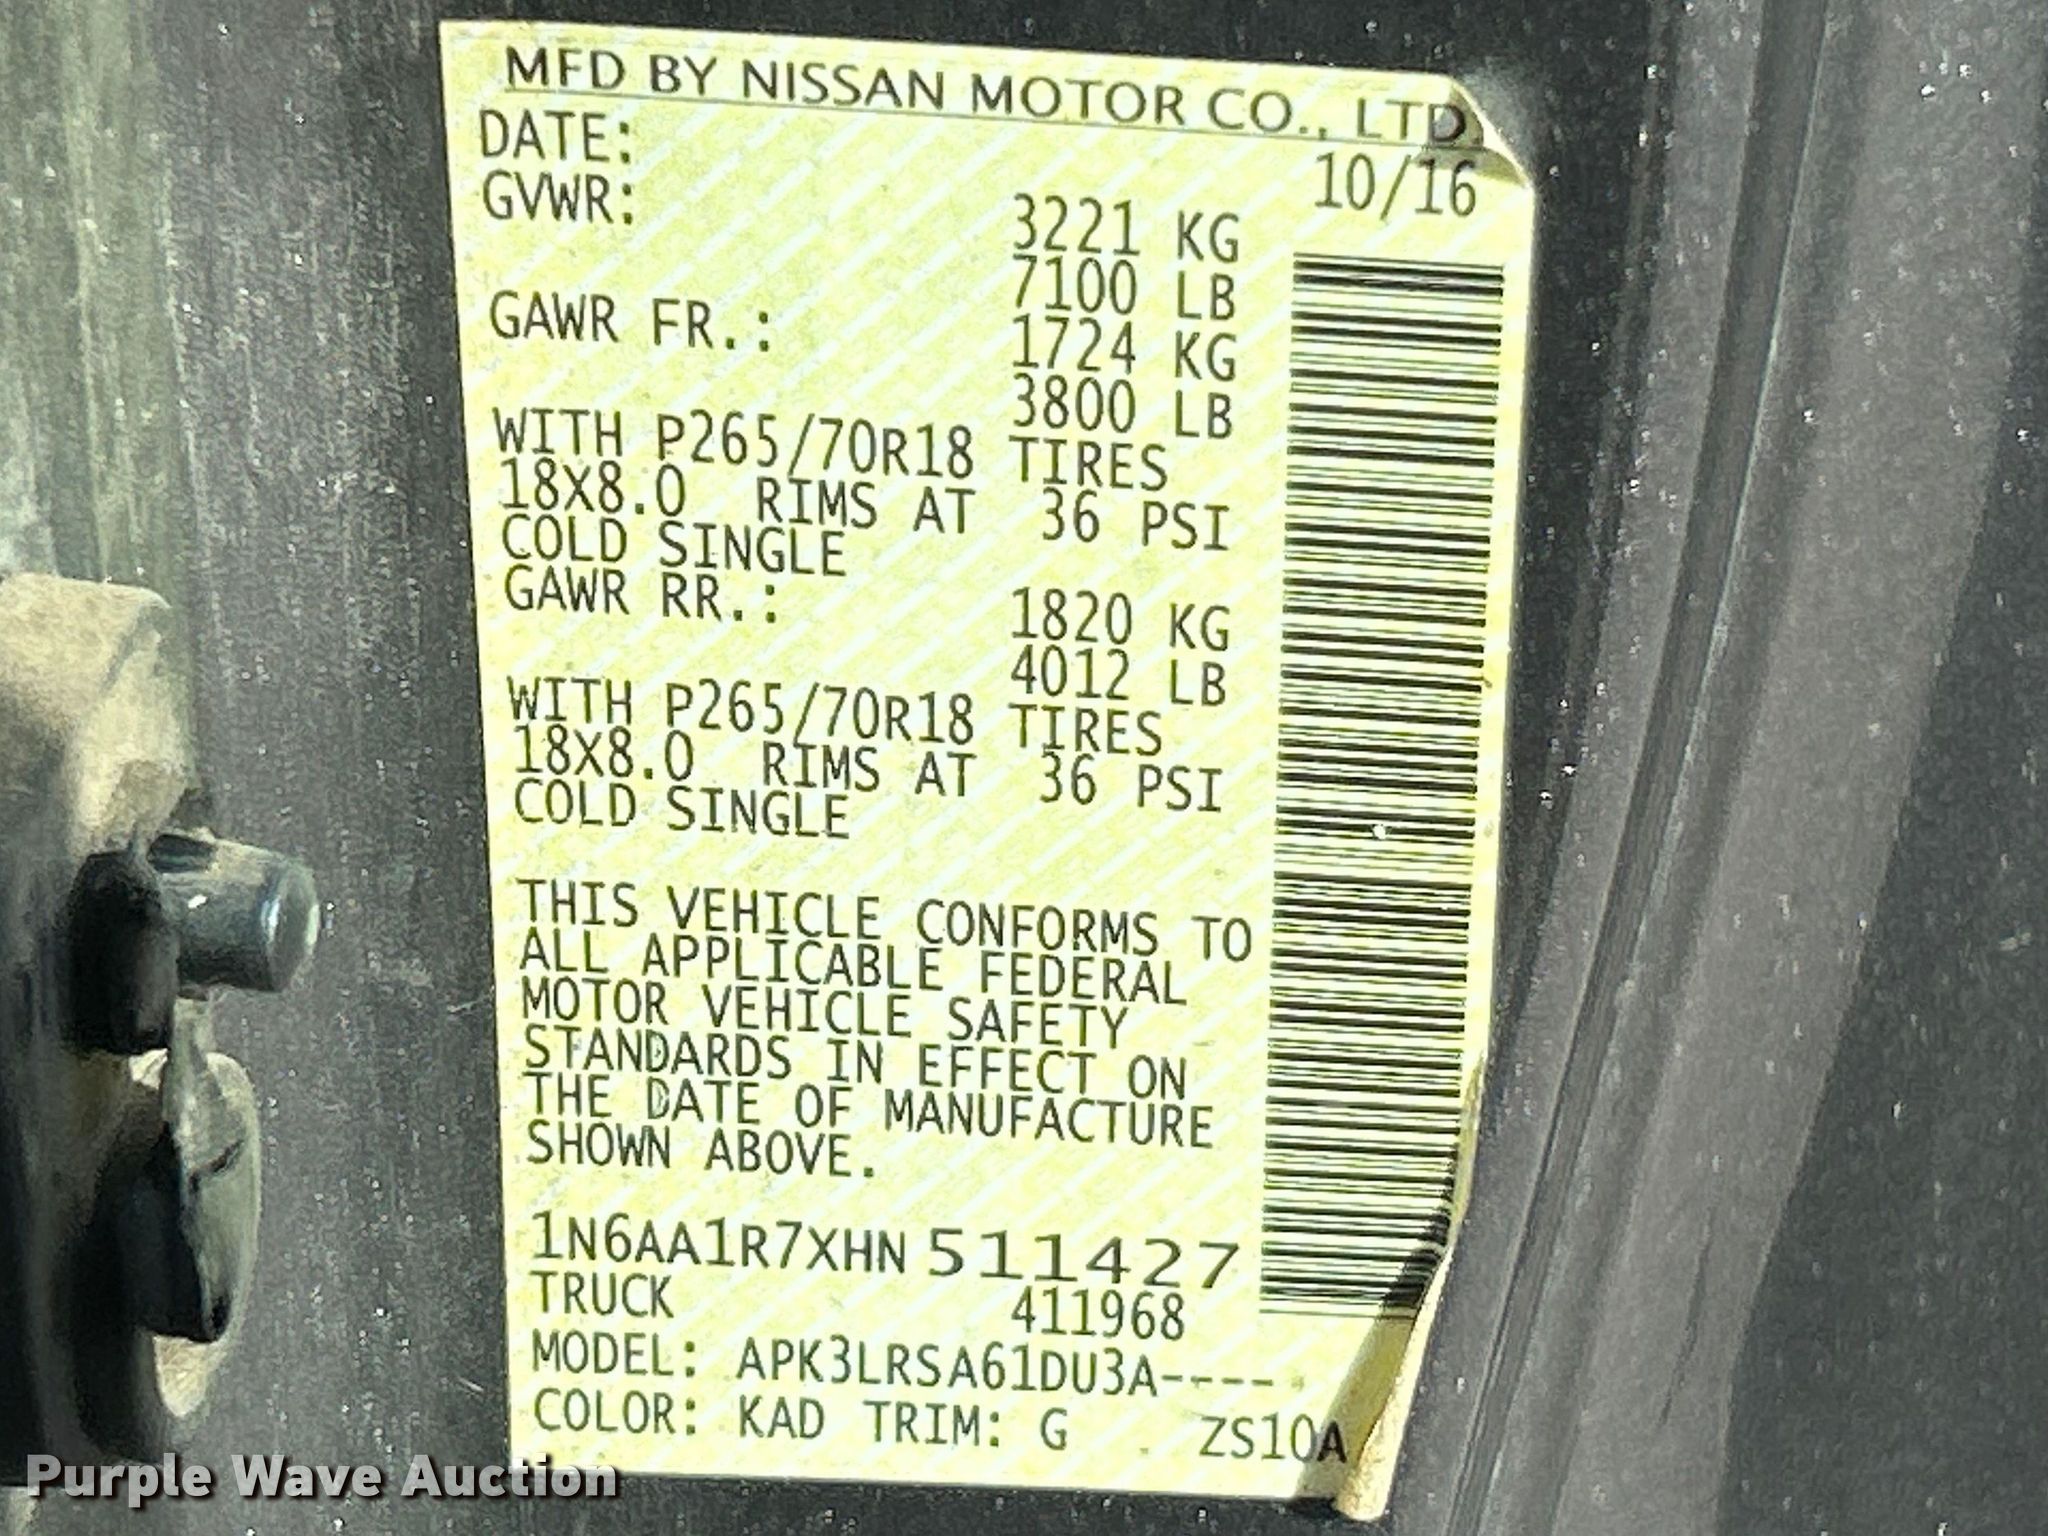 MFD BY NISSAN MOTOR CO., LTD.
DATE: 10/16
GVWR: 3221 KG
7100 LB
GAWR FR.: 1724 KG
3800 LB
WITH P265/70R18 TIRES
18X8.0 RIMS AT 36 PSI
COLD SINGLE
GAWR RR.: 1820 KG
4012 LB
WITH P265/70R18 TIRES
18X8.0 RIMS AT 36 PSI
COLD SINGLE
THIS VEHICLE CONFORMS TO
ALL APPLICABLE FEDERAL
MOTOR VEHICLE SAFETY
STANDARDS IN EFFECT ON
THE DATE OF MANUFACTURE
SHOWN ABOVE.
1N6AA1R7XHN511427
TRUCK 411968
MODEL: APK3LRSA61DU3A----
COLOR: KAD TRIM: G ZS10A
Purple Wave Auction